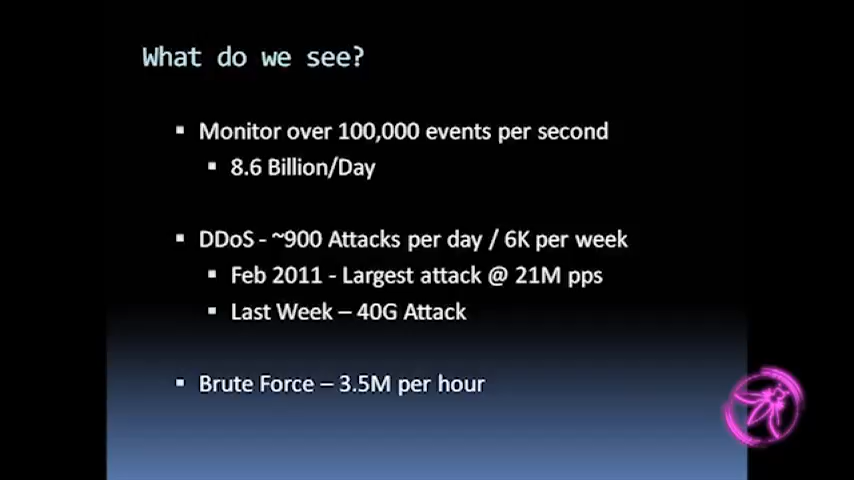 What do we see?
▪ Monitor over 100,000 events per second
▪ 8.6 Billion/Day
▪ DDoS - ~900 Attacks per day / 6K per week
▪ Feb 2011 - Largest attack @ 21M pps
▪ Last Week – 40G Attack
▪ Brute Force – 3.5M per hour